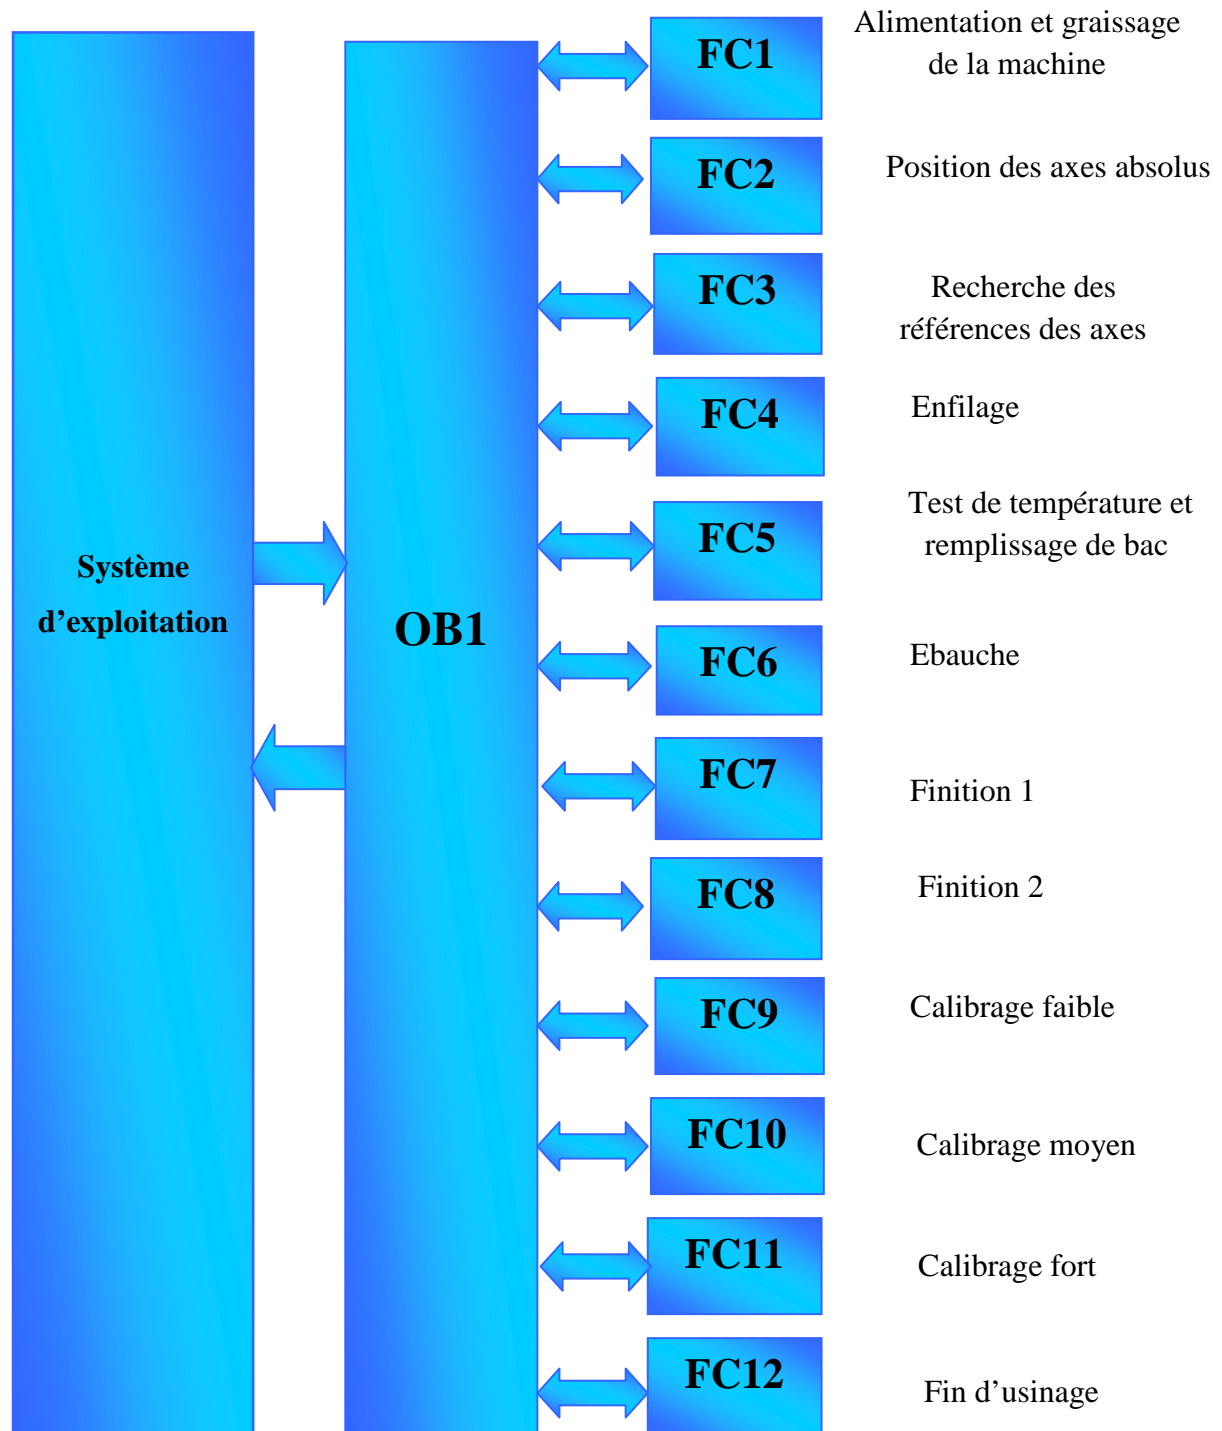 FC1
Alimentation et graissage
de la machine
FC2
Position des axes absolus
FC3
Recherche des
références des axes
FC4
Enfilage
FC5
Test de température et
remplissage de bac
Système
d’exploitation
OB1
FC6
Ebauche
FC7
Finition 1
FC8
Finition 2
FC9
Calibrage faible
FC10
Calibrage moyen
FC11
Calibrage fort
FC12
Fin d’usinage